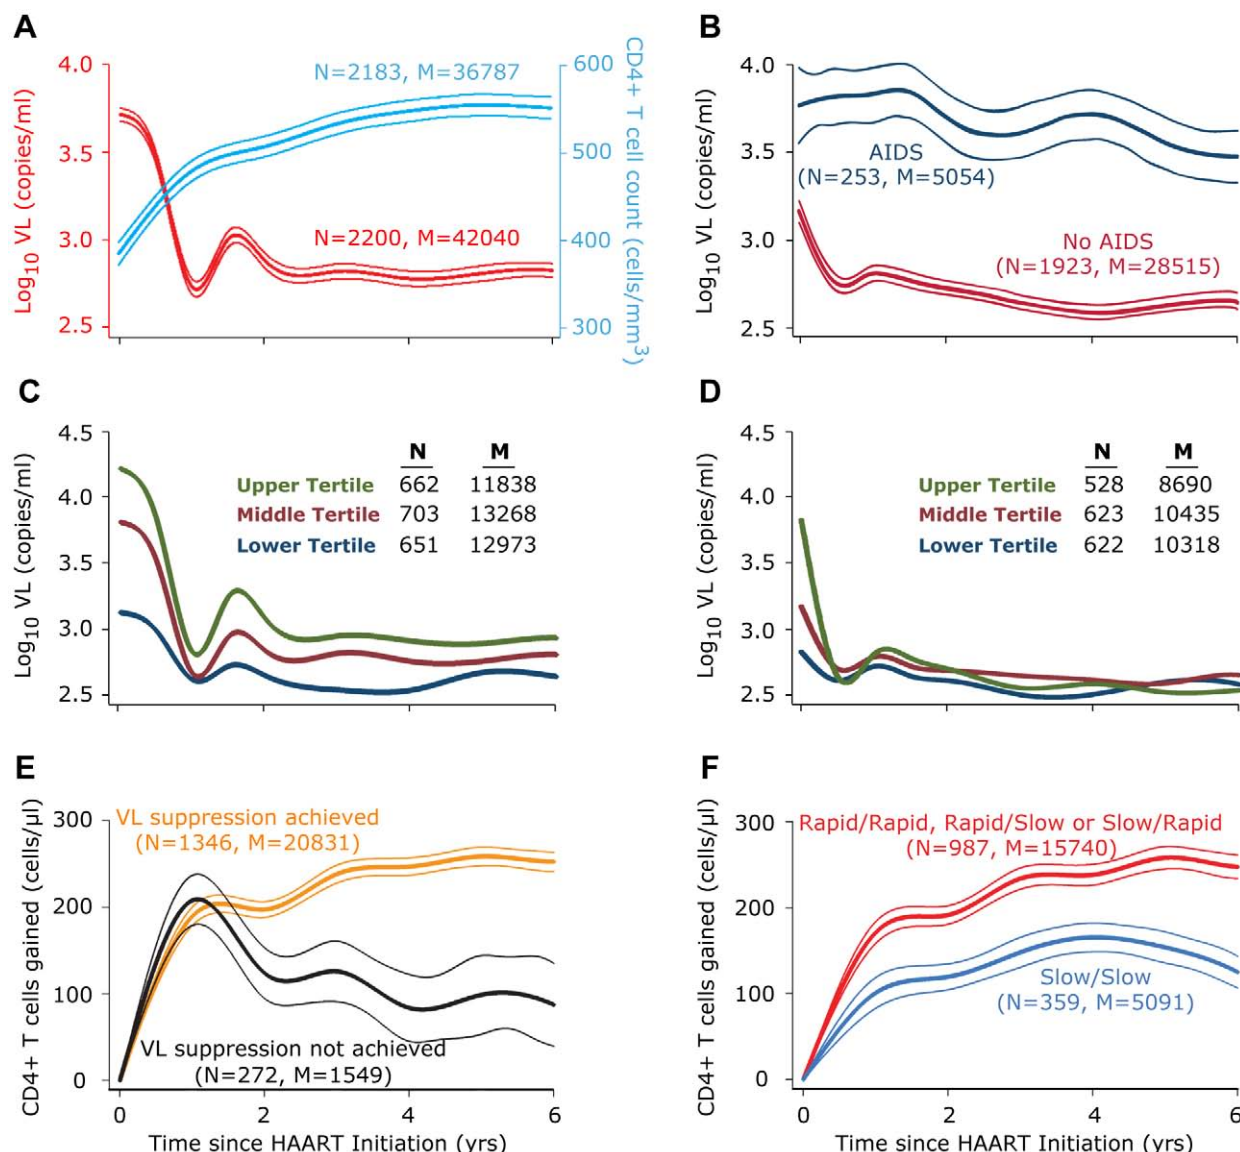 A
Log10 VL (copies/ml)
4.0
3.5
3.0
2.5
N=2183, M=36787
N=2200, M=42040
600
500
400
300
CD4+ T cell count (cells/mm3)
B
Log10 VL (copies/ml)
4.0
3.5
3.0
2.5
AIDS
(N=253, M=5054)
No AIDS
(N=1923, M=28515)
C
Log10 VL (copies/ml)
4.5
4.0
3.5
3.0
2.5
N M
Upper Tertile 662 11838
Middle Tertile 703 13268
Lower Tertile 651 12973
D
Log10 VL (copies/ml)
4.5
4.0
3.5
3.0
2.5
N M
Upper Tertile 528 8690
Middle Tertile 623 10435
Lower Tertile 622 10318
E
CD4+ T cells gained (cells/µl)
300
200
100
0
VL suppression achieved
(N=1346, M=20831)
VL suppression not achieved
(N=272, M=1549)
0 2 4 6
Time since HAART Initiation (yrs)
F
CD4+ T cells gained (cells/µl)
300
200
100
0
Rapid/Rapid, Rapid/Slow or Slow/Rapid
(N=987, M=15740)
Slow/Slow
(N=359, M=5091)
0 2 4 6
Time since HAART Initiation (yrs)